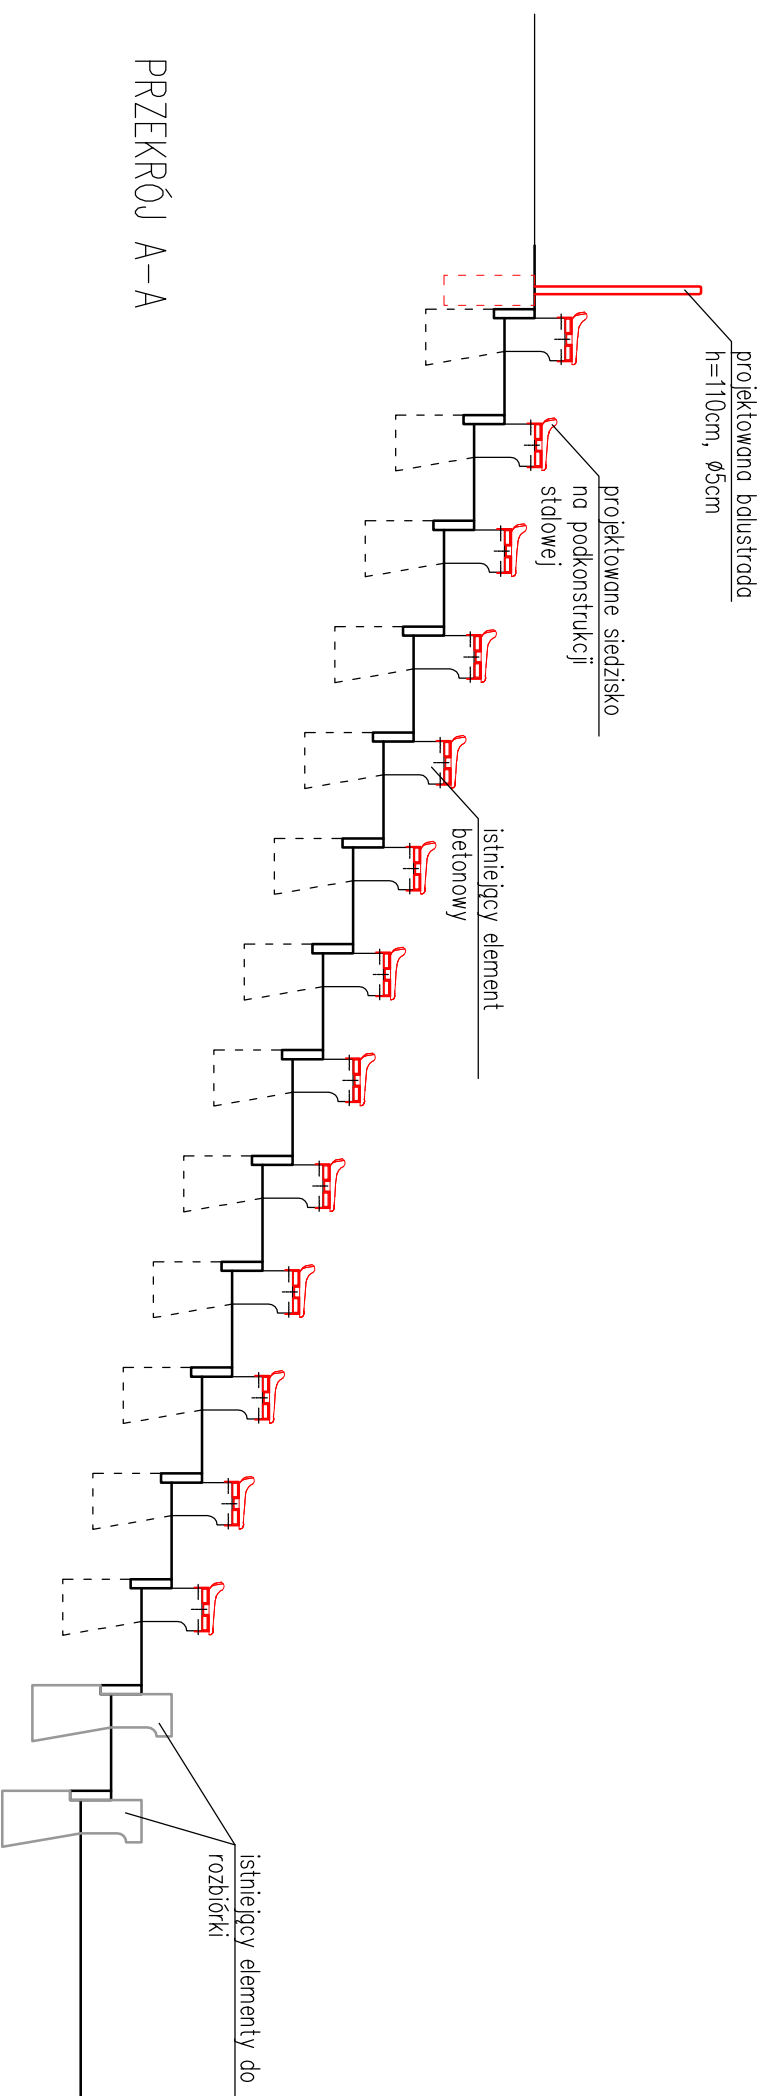 PRZEKRÓJ A-A
projektowana balustrada
h=110cm, ø5cm
projektowane siedzisko
na podkonstrukcji
stalowej
istniejący element
betonowy
istniejący elementy do
rozbiórki